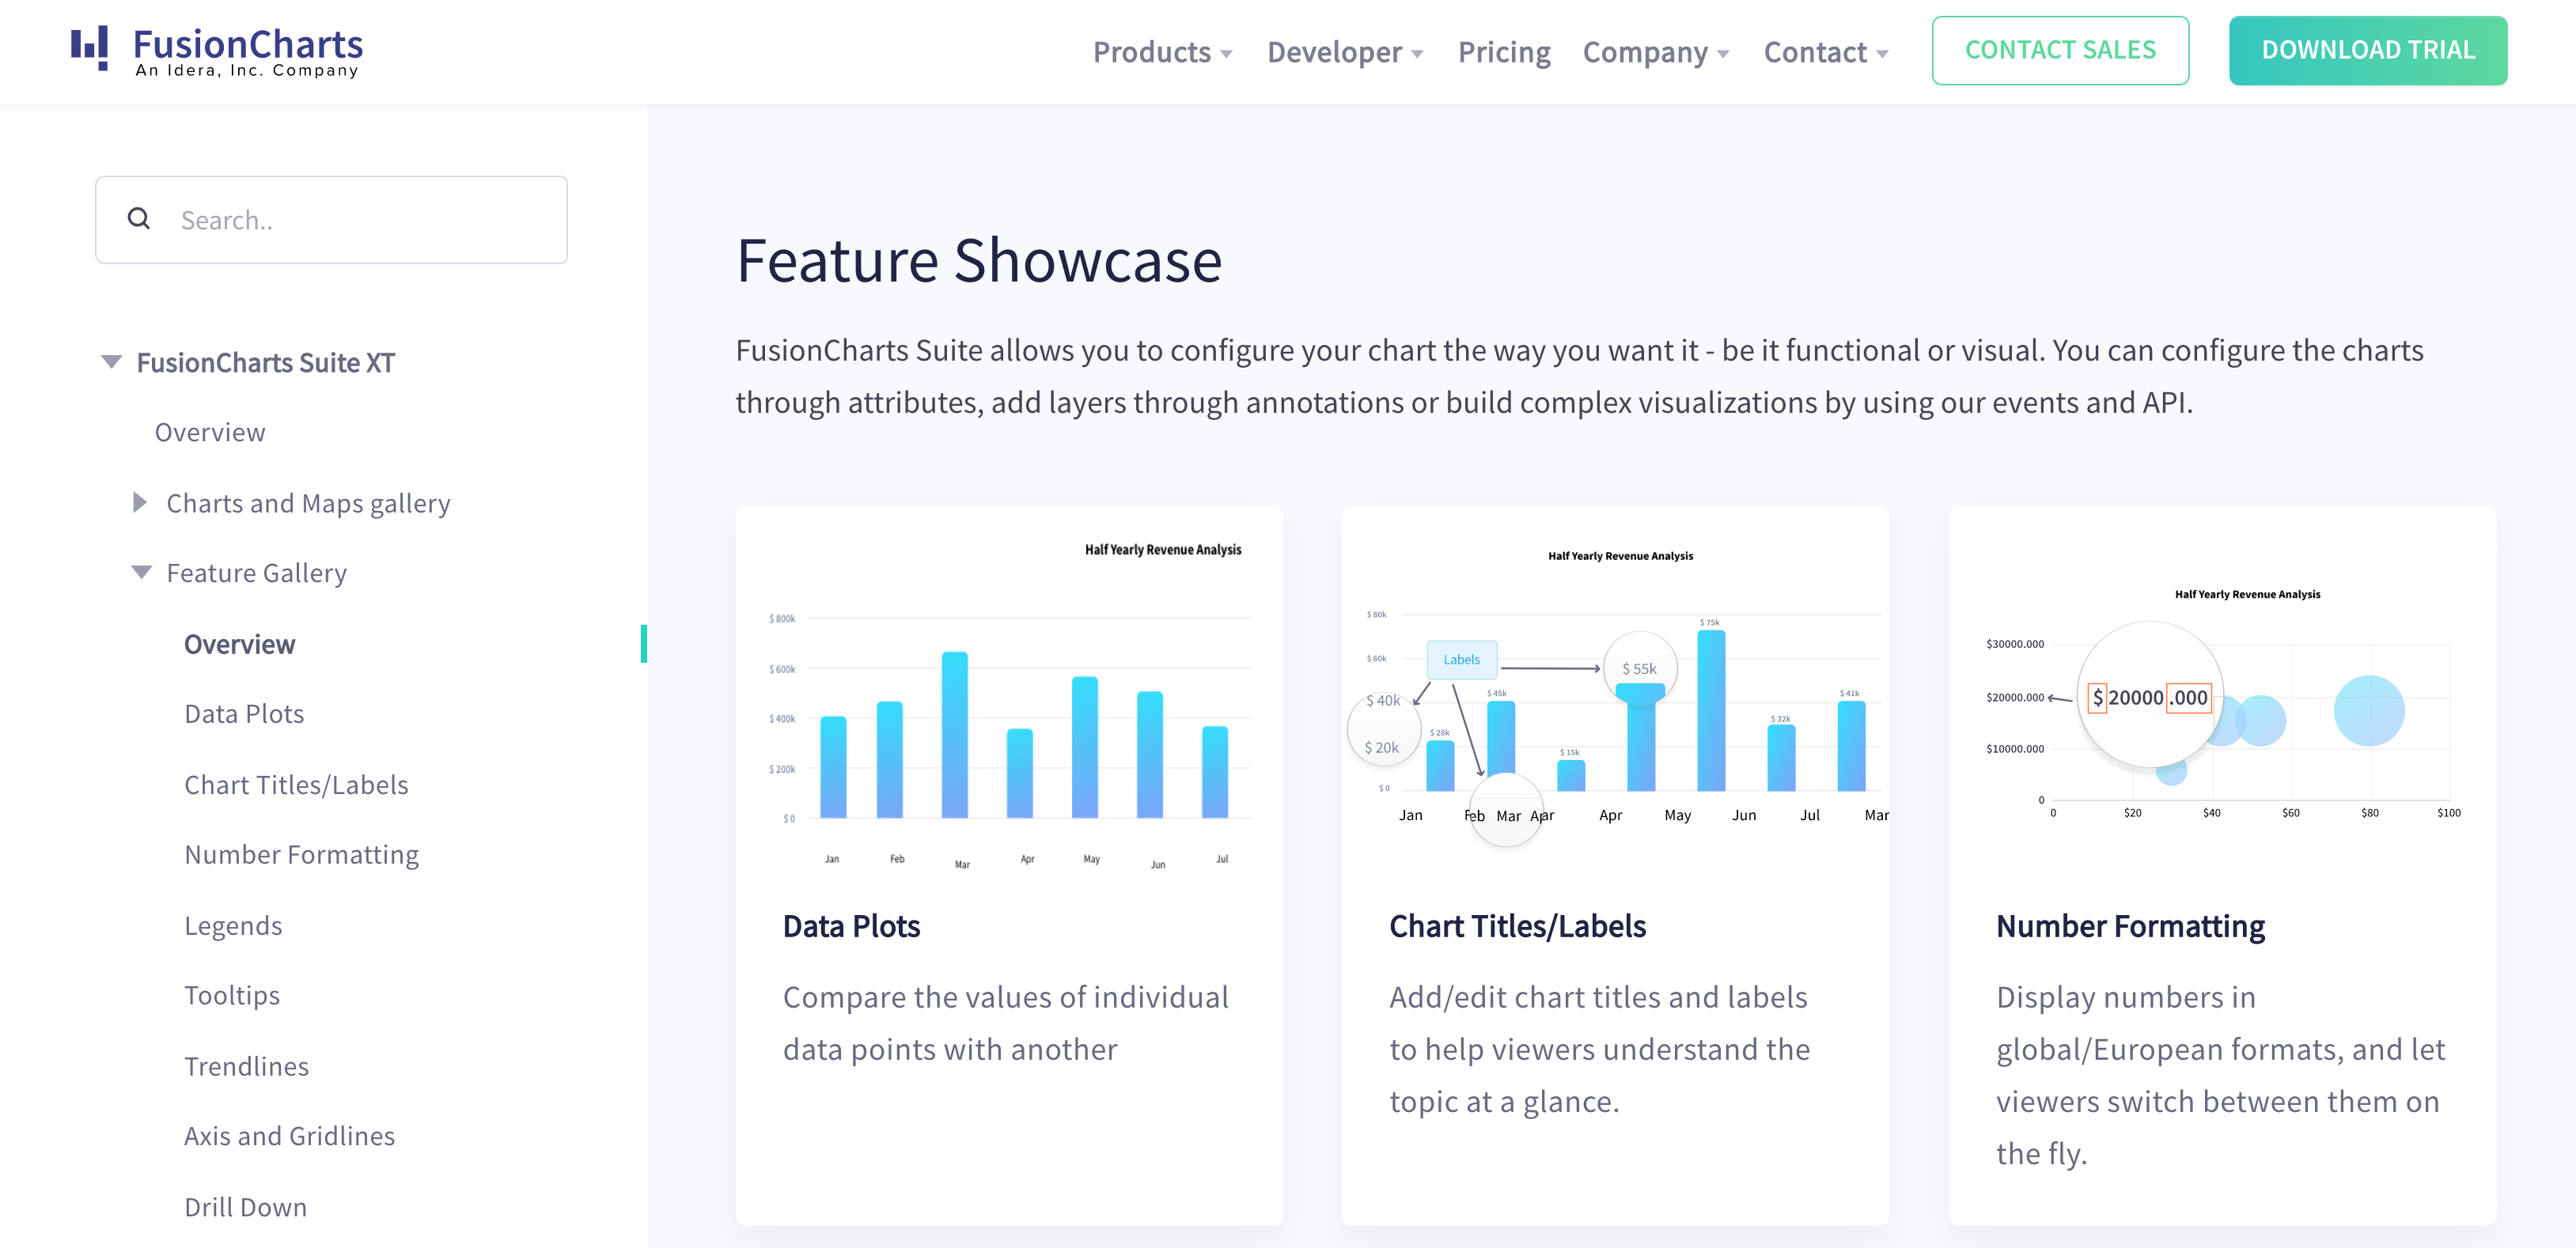 FusionCharts
An Idera, Inc. Company
Products
Developer
Pricing
Company
Contact
CONTACT SALES
DOWNLOAD TRIAL
Search..
FusionCharts Suite XT
Overview
Charts and Maps gallery
Feature Gallery
Overview
Data Plots
Chart Titles/Labels
Number Formatting
Legends
Tooltips
Trendlines
Axis and Gridlines
Drill Down
Feature Showcase
FusionCharts Suite allows you to configure your chart the way you want it - be it functional or visual. You can configure the charts
through attributes, add layers through annotations or build complex visualizations by using our events and API.
Half Yearly Revenue Analysis
$ 800k
$ 600k
$ 400k
$ 200k
$ 0
Jan Feb Mar Apr May Jun Jul
Data Plots
Compare the values of individual
data points with another
Half Yearly Revenue Analysis
$ 80k
$ 75k
$ 60k
Labels
$ 55k
$ 40k
$ 45k
$ 41k
$ 28k
$ 32k
$ 20k
$ 15k
$ 0
Jan Feb Mar Apr May Jun Jul Mar
Chart Titles/Labels
Add/edit chart titles and labels
to help viewers understand the
topic at a glance.
Half Yearly Revenue Analysis
$30000.000
$20000.000
$ 20000 .000
$10000.000
0
0 $20 $40 $60 $80 $100
Number Formatting
Display numbers in
global/European formats, and let
viewers switch between them on
the fly.